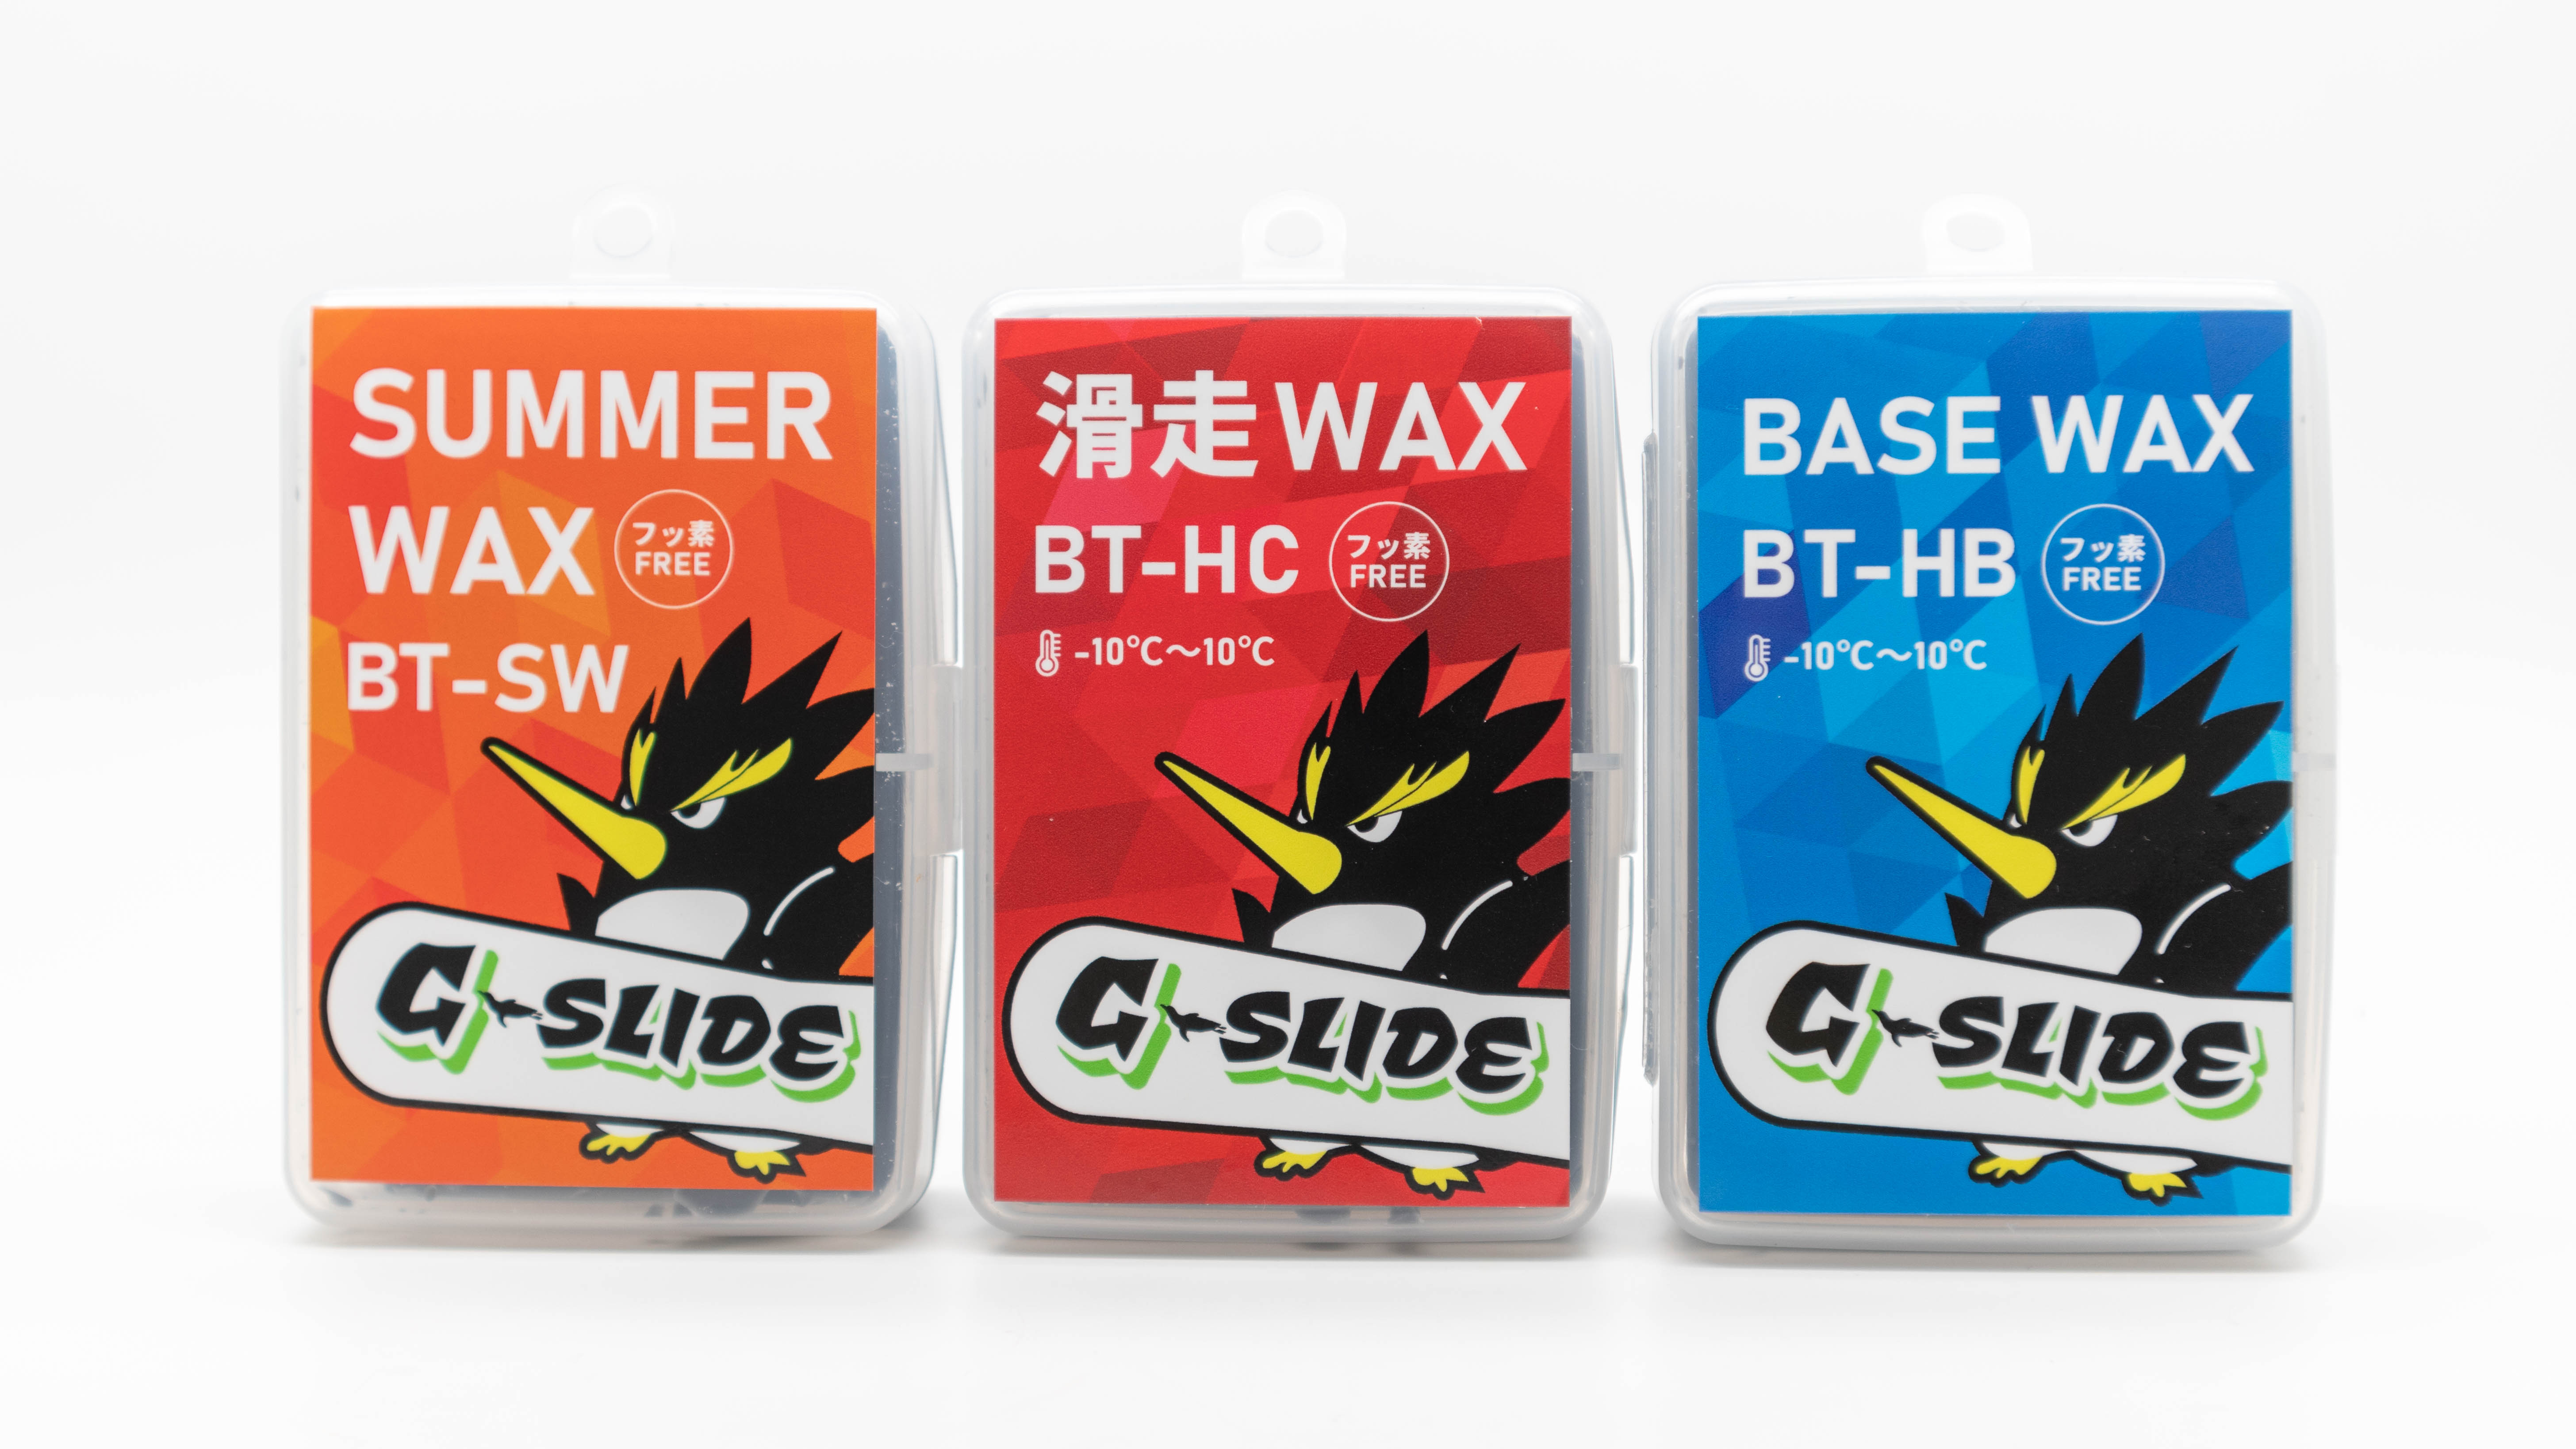 SUMMER
WAX
フッ素
FREE
BT-SW
G-SLIDE
滑走WAX
BT-HC
フッ素
FREE
-10℃～10℃
G-SLIDE
BASE WAX
BT-HB
フッ素
FREE
-10℃～10℃
G-SLIDE